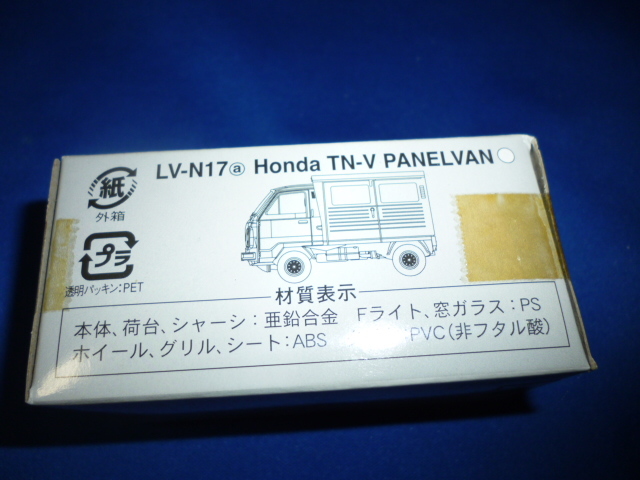 LV-N17ⓐ Honda TN-V PANELVAN
紙
外箱
プラ
透明パッキン:PET
材質表示
本体、荷台、シャーシ:亜鉛合金 Fライト、窓ガラス:PS
ホイール、グリル、シート:ABS :PVC(非フタル酸)